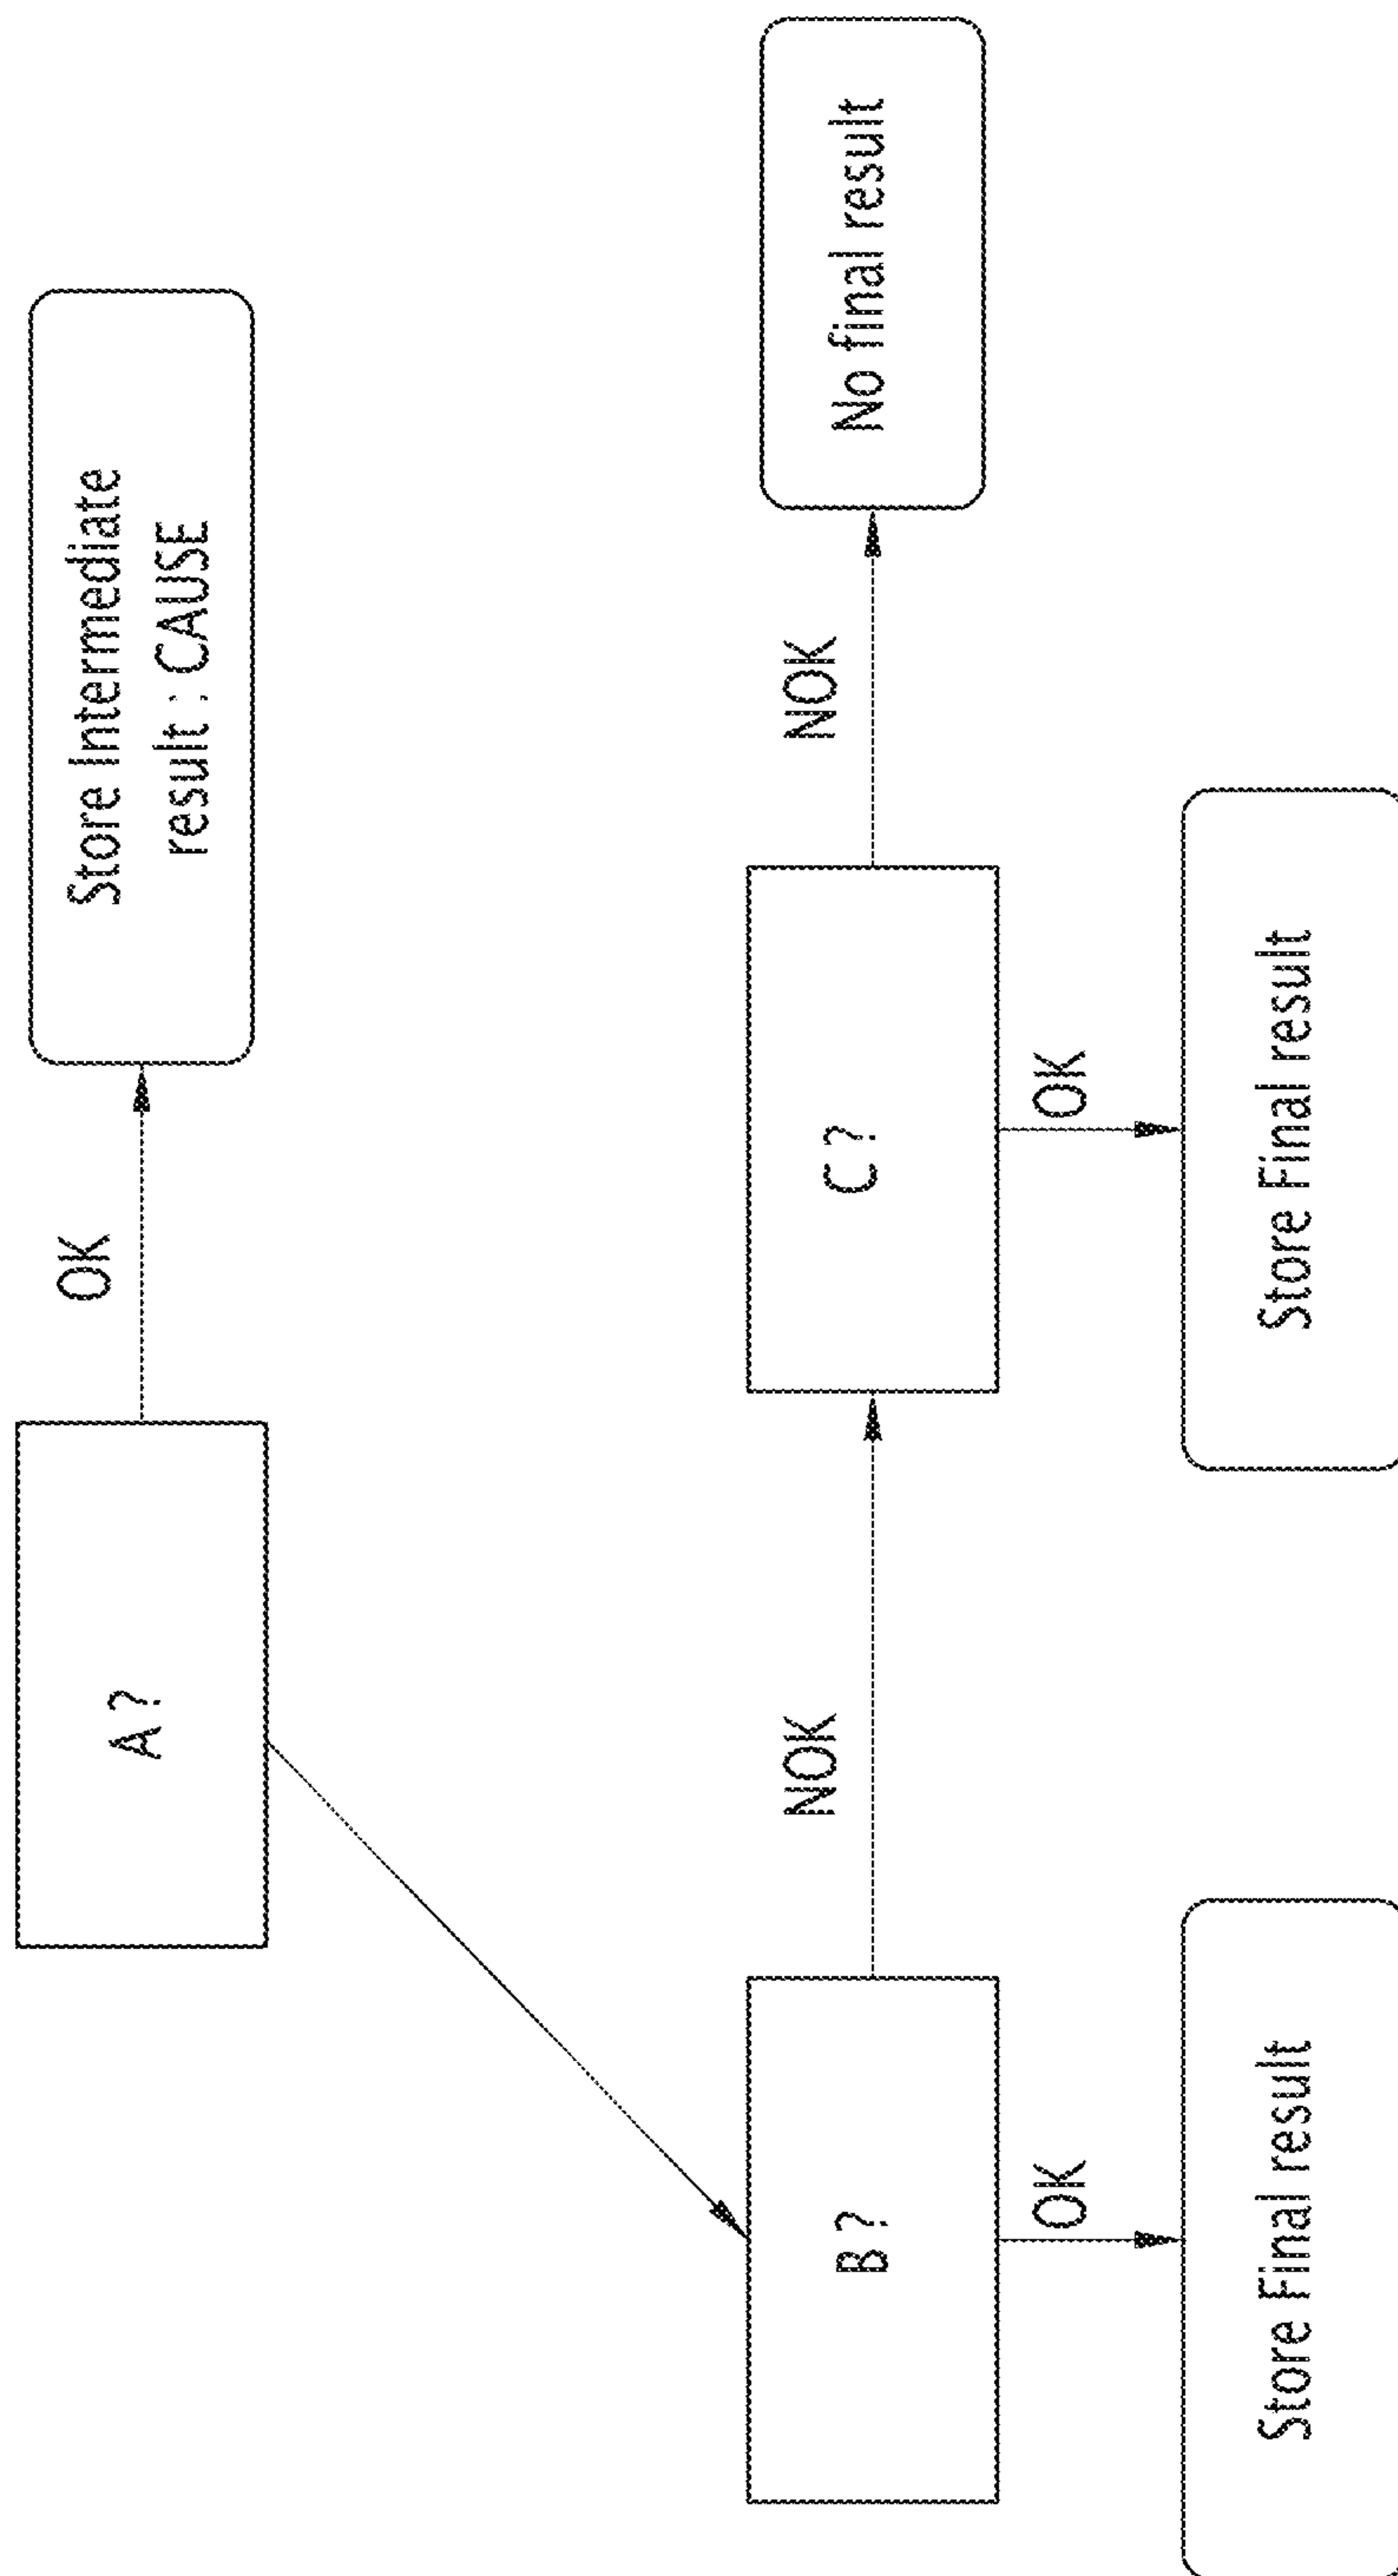 A ?
OK
Store Intermediate
result : CAUSE
B ?
NOK
C ?
NOK
No final result
OK
Store Final result
OK
Store Final result